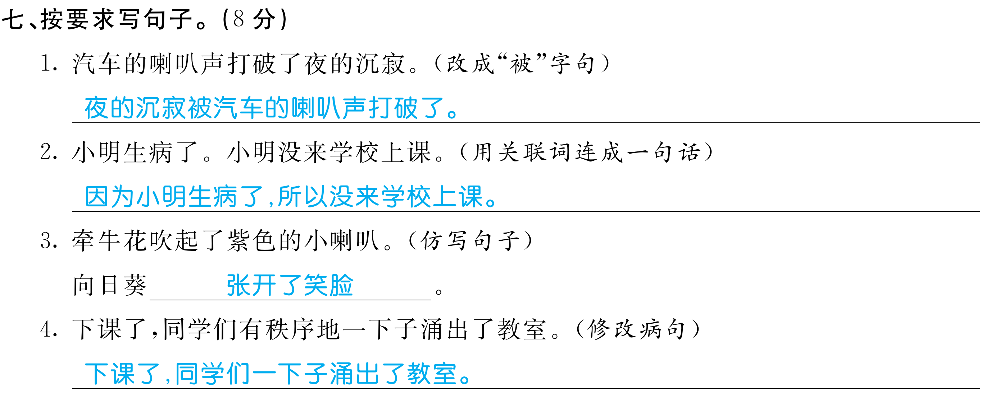 七、按要求写句子。(8 分)
1. 汽车的喇叭声打破了夜的沉寂。(改成“被”字句)
夜的沉寂被汽车的喇叭声打破了。
2. 小明生病了。小明没来学校上课。(用关联词连成一句话)
因为小明生病了,所以没来学校上课。
3. 牵牛花吹起了紫色的小喇叭。(仿写句子)
向日葵 张开了笑脸 。
4. 下课了,同学们有秩序地一下子涌出了教室。(修改病句)
下课了,同学们一下子涌出了教室。